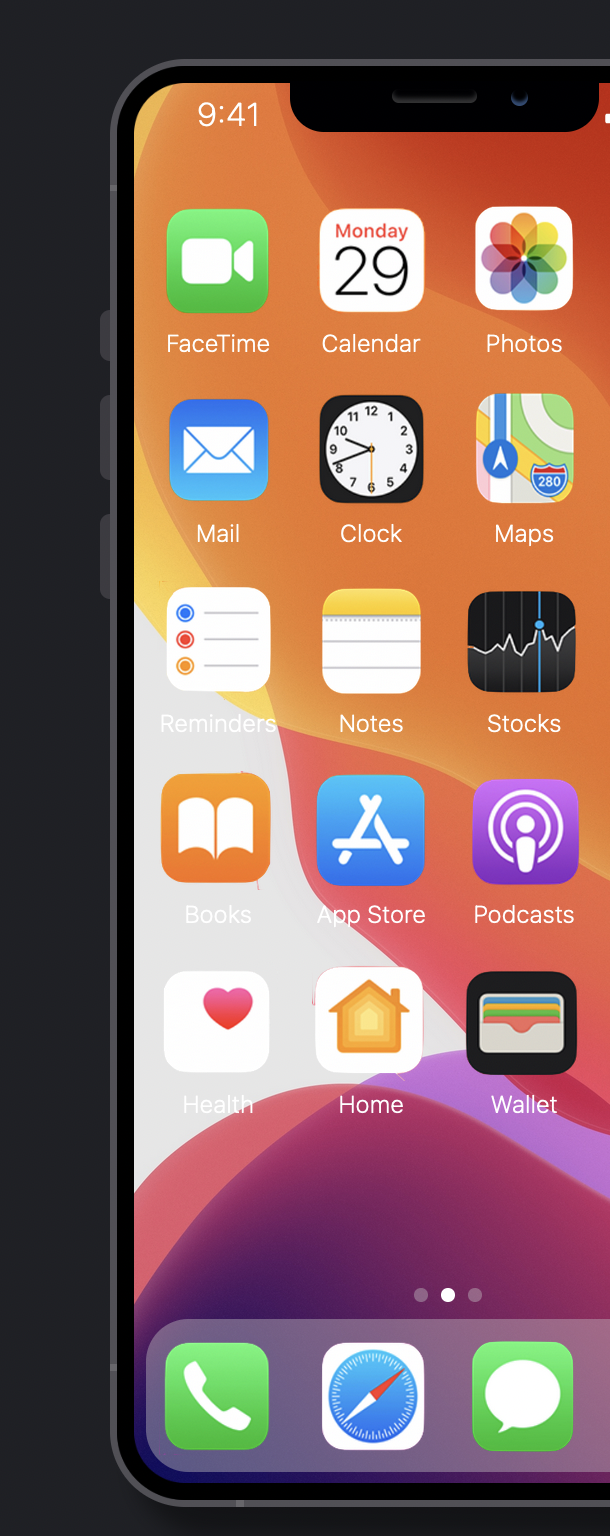 9:41
Monday
29
FaceTime
Calendar
Photos
12
11 1
10 2
9 3
8 4
7 5
6
280
Mail
Clock
Maps
Reminders
Notes
Stocks
Books
App Store
Podcasts
Health
Home
Wallet